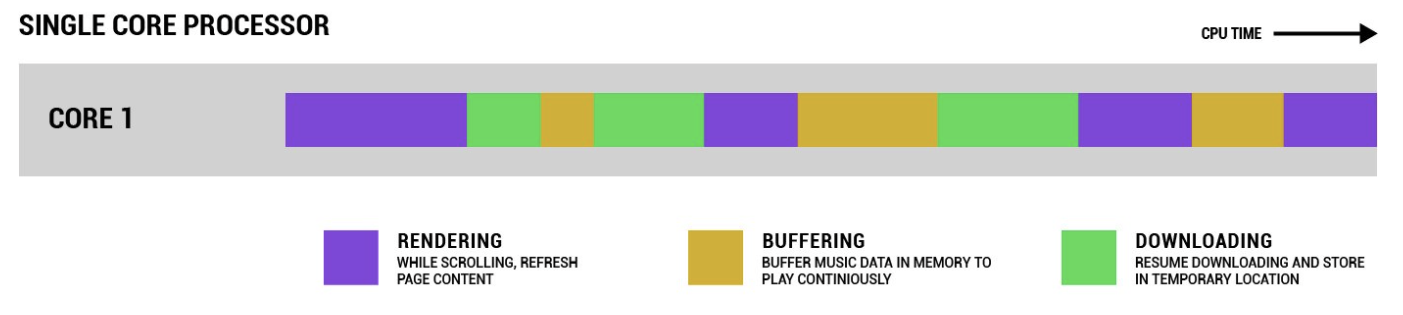 SINGLE CORE PROCESSOR
CPU TIME
CORE 1
RENDERING
WHILE SCROLLING, REFRESH
PAGE CONTENT
BUFFERING
BUFFER MUSIC DATA IN MEMORY TO
PLAY CONTINIOUSLY
DOWNLOADING
RESUME DOWNLOADING AND STORE
IN TEMPORARY LOCATION